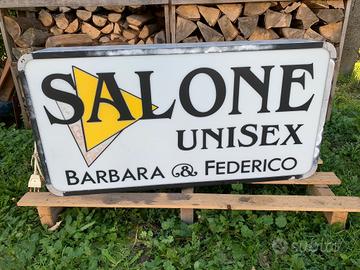 SALONE
UNISEX
BARBARA & FEDERICO
subito